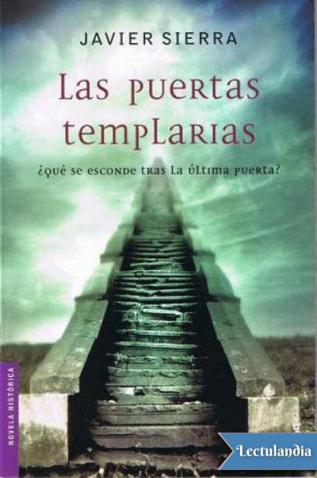 JAVIER SIERRA
Las puertas
templarias
¿Qué se esconde tras la última puerta?
NOVELA HISTÓRICA
Lectulandia